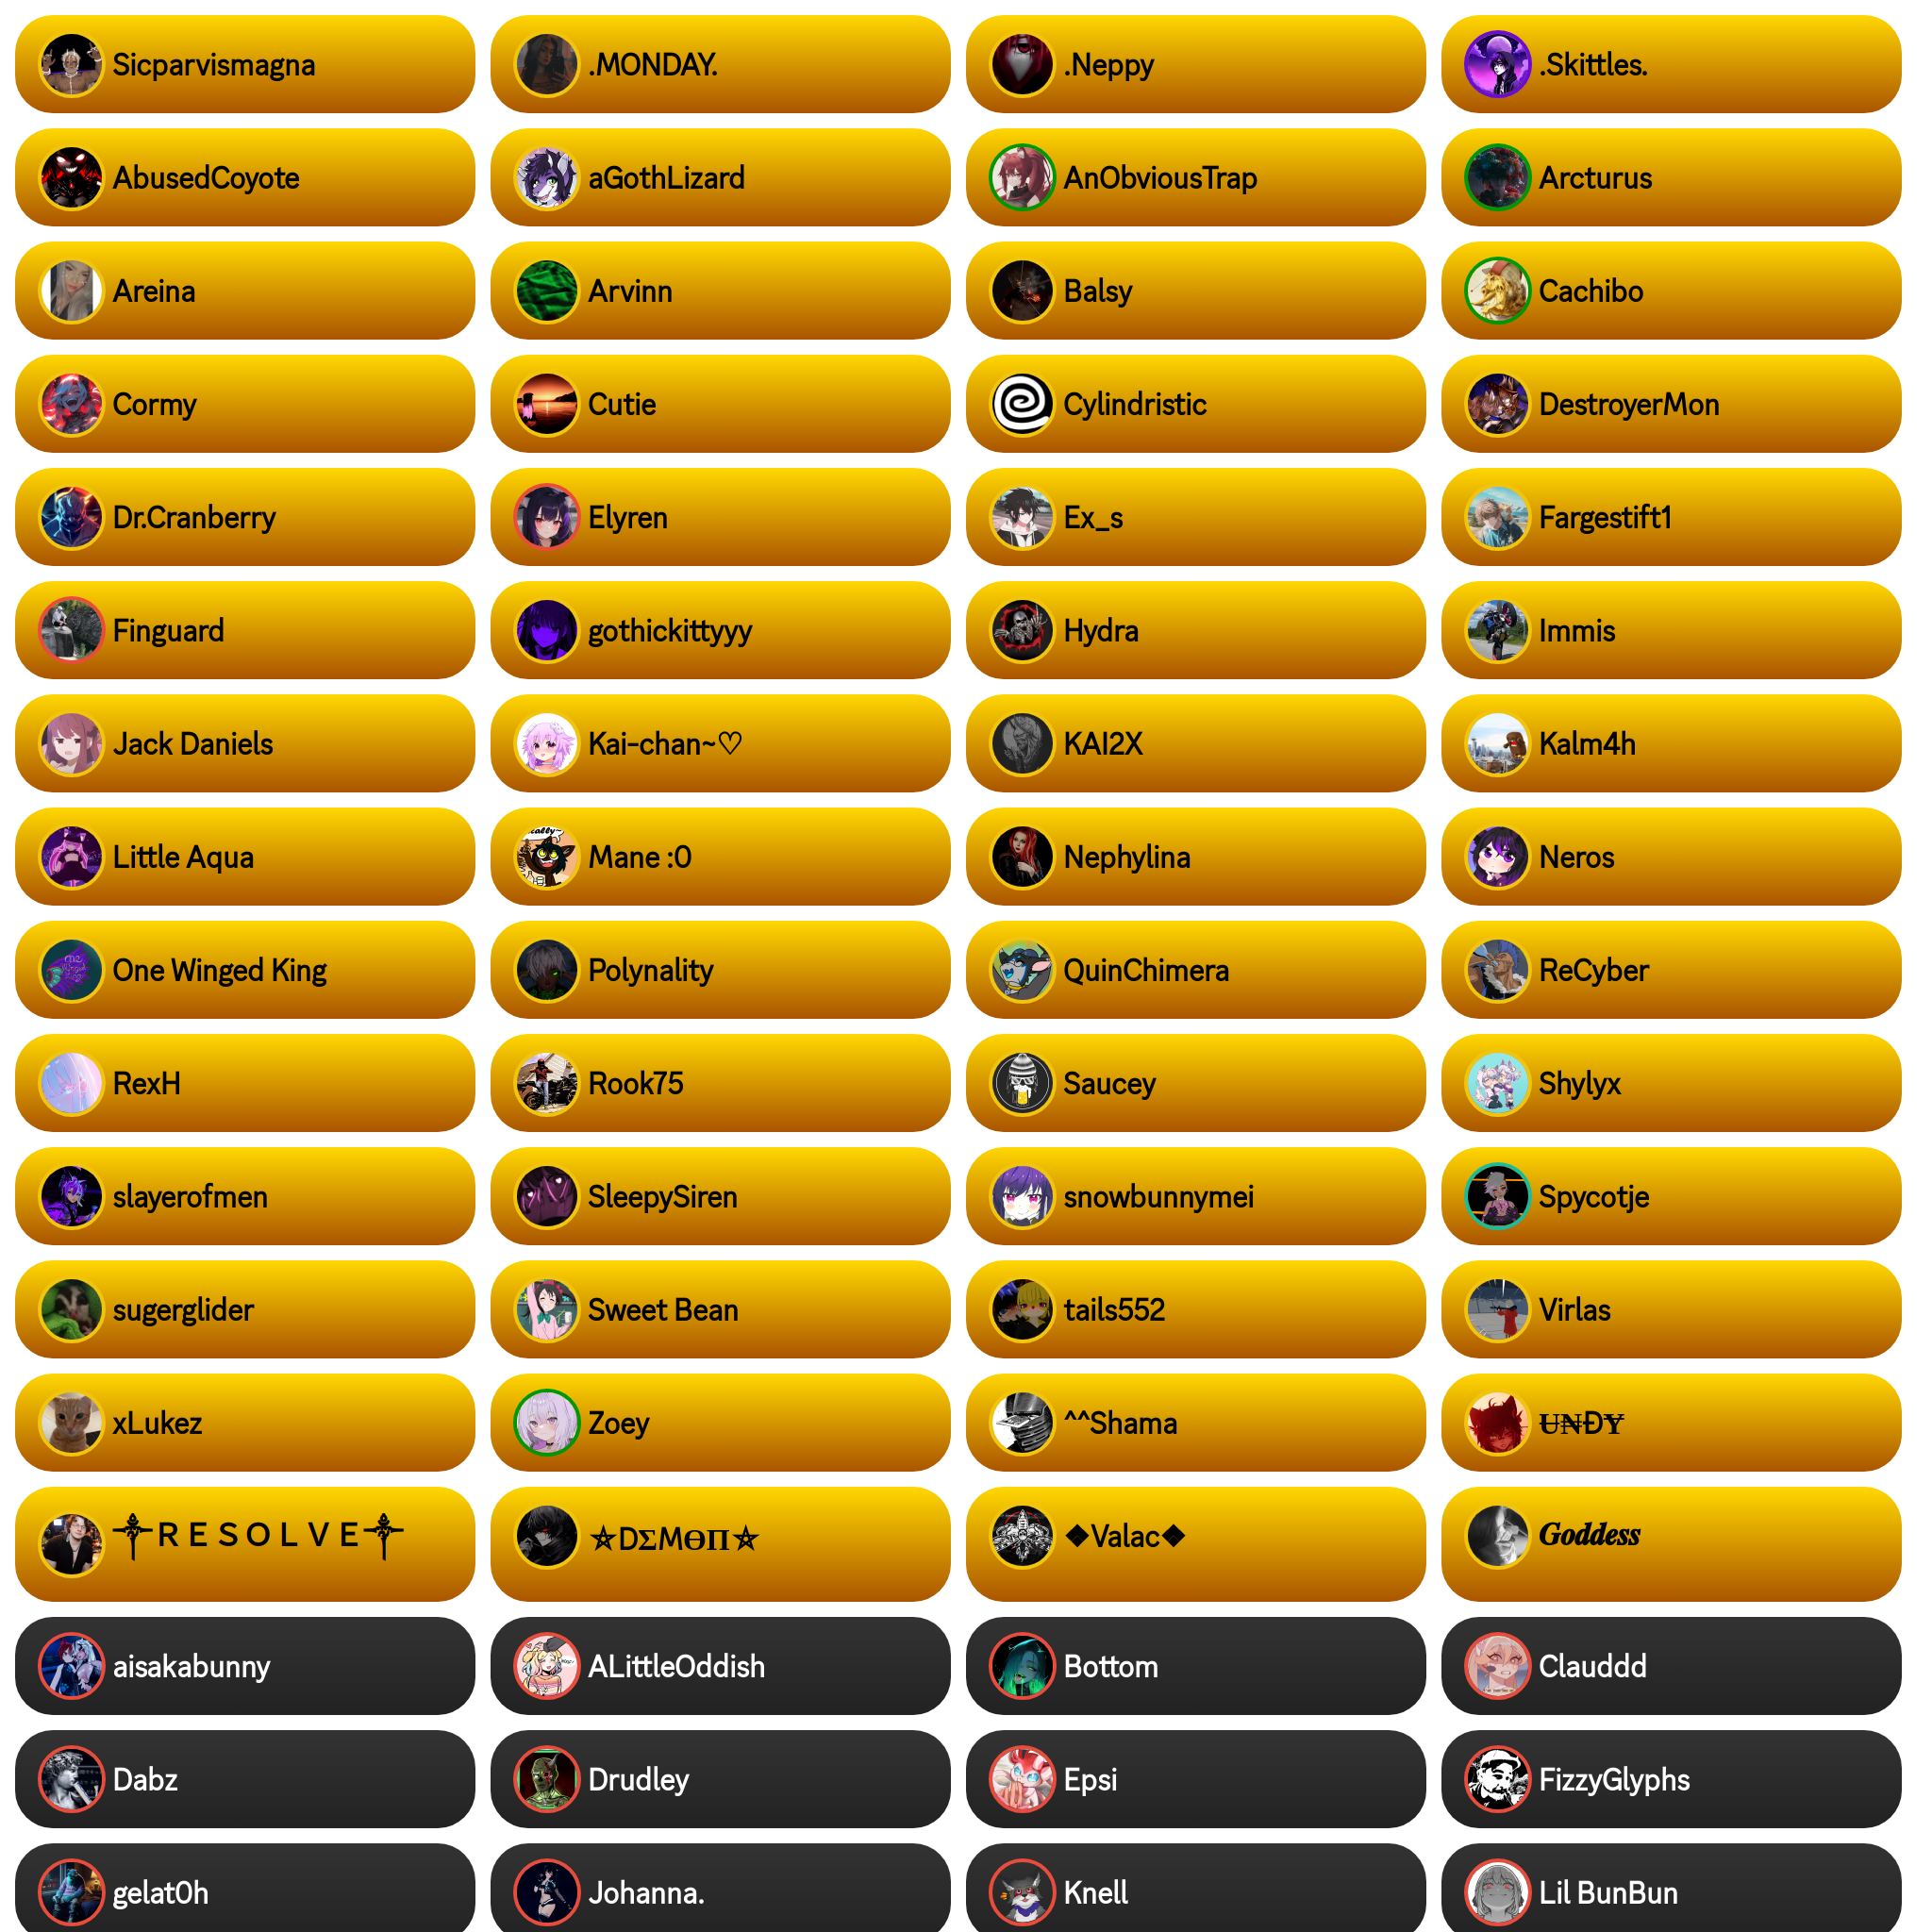 Sicparvismagna
.MONDAY.
.Neppy
.Skittles.
AbusedCoyote
aGothLizard
AnObviousTrap
Arcturus
Areina
Arvinn
Balsy
Cachibo
Cormy
Cutie
Cylindristic
DestroyerMon
Dr.Cranberry
Elyren
Ex_s
Fargestift1
Finguard
gothickittyyy
Hydra
Immis
Jack Daniels
Kai-chan~♡
KAI2X
Kalm4h
Little Aqua
Mane :0
Nephylina
Neros
One Winged King
Polynality
QuinChimera
ReCyber
RexH
Rook75
Saucey
Shylyx
slayerofmen
SleepySiren
snowbunnymei
Spycotje
sugerglider
Sweet Bean
tails552
Virlas
xLukez
Zoey
^^Shama
Ʉ₦ĐɎ
༒ＲＥＳＯＬＶＥ༒
⛤DΣMӨΠ⛤
◆Valac◆
𝑮𝒐𝒅𝒅𝒆𝒔𝒔
aisakabunny
ALittleOddish
Bottom
Clauddd
Dabz
Drudley
Epsi
FizzyGlyphs
gelat0h
Johanna.
Knell
Lil BunBun